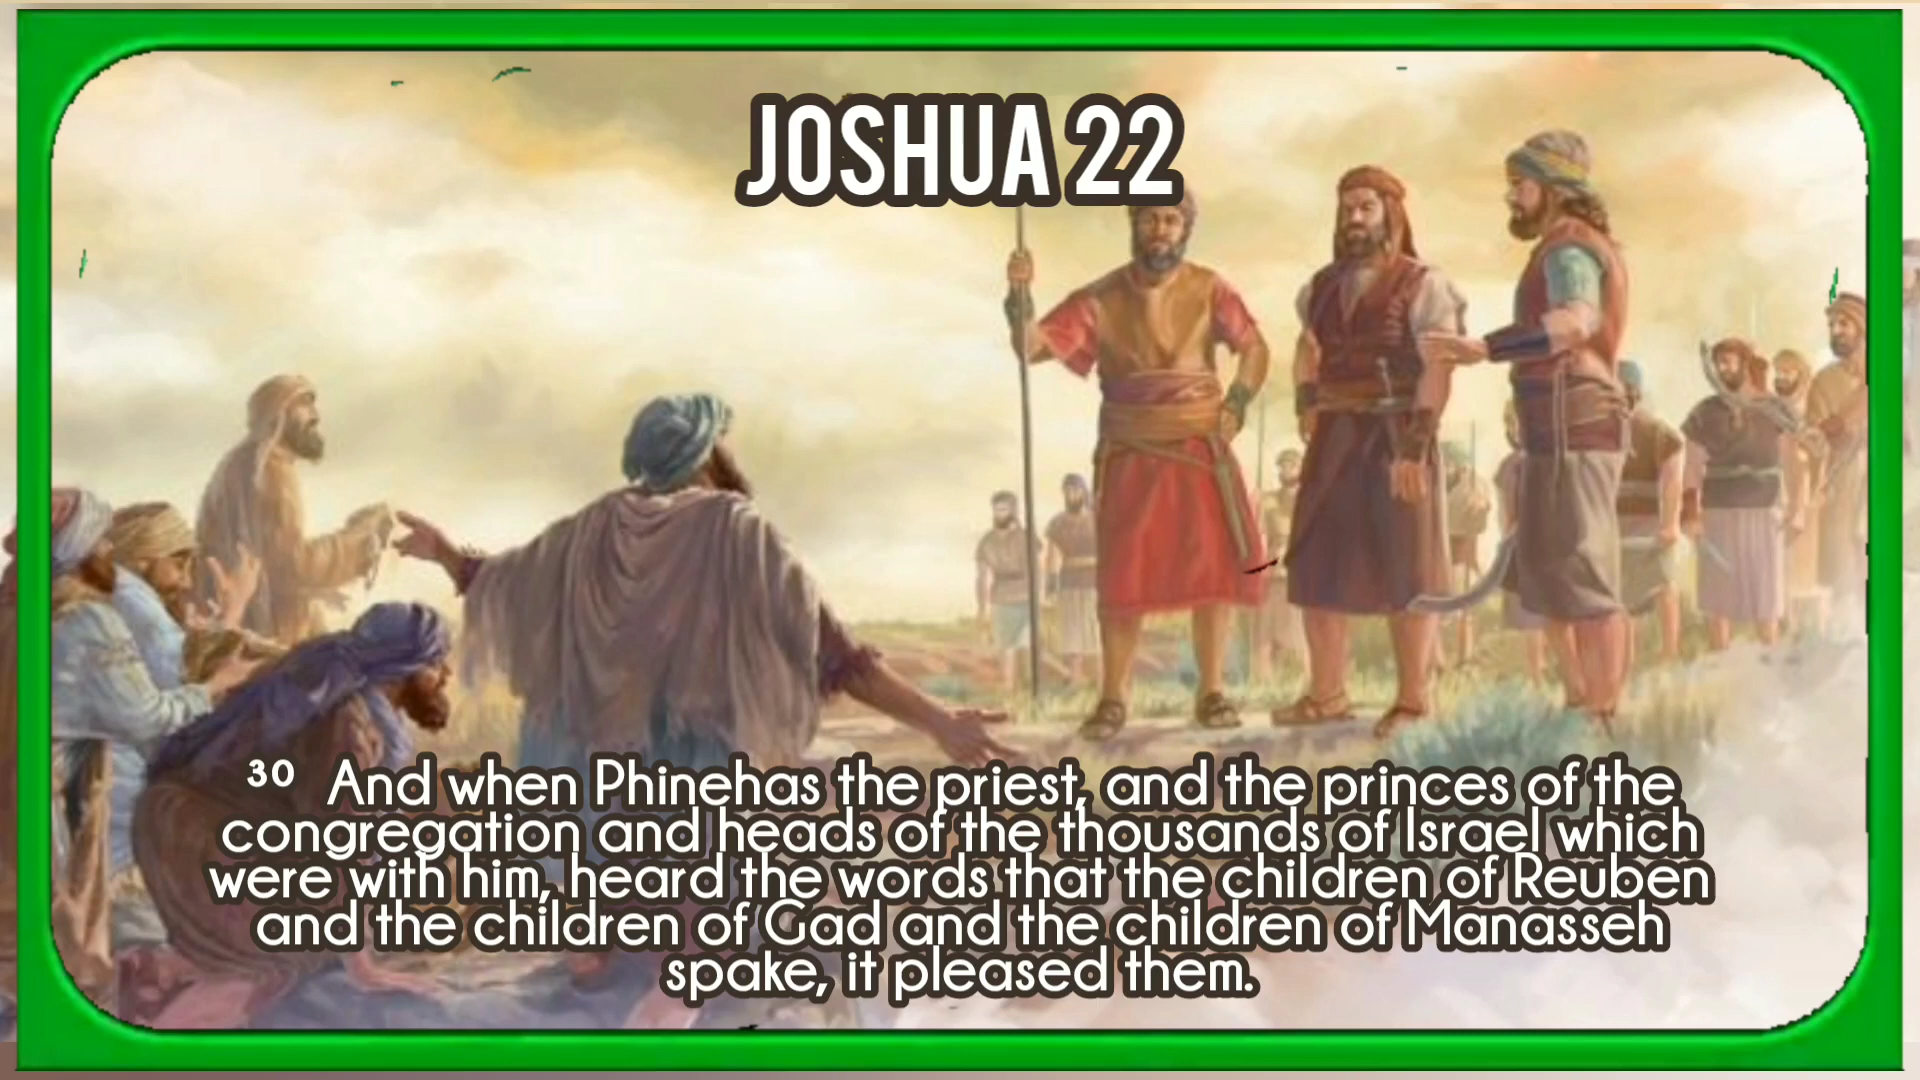 JOSHUA 22
³⁰ And when Phinehas the priest, and the princes of the
congregation and heads of the thousands of Israel which
were with him, heard the words that the children of Reuben
and the children of Gad and the children of Manasseh
spake, it pleased them.